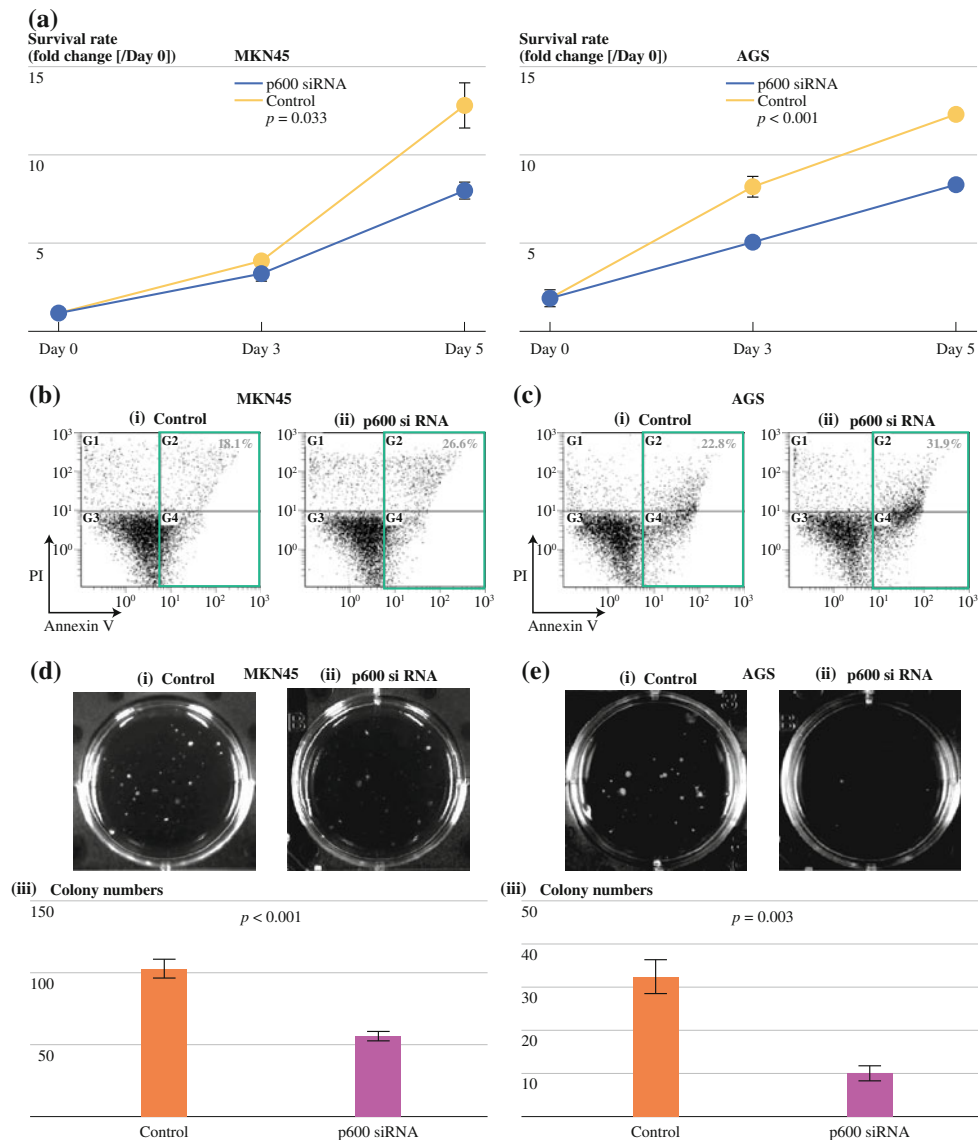 (a)
Survival rate
(fold change [/Day 0])
MKN45
15
p600 siRNA
Control
p = 0.033
10
5
Day 0
Day 3
Day 5
Survival rate
(fold change [/Day 0])
AGS
15
p600 siRNA
Control
p < 0.001
10
5
Day 0
Day 3
Day 5
(b)
MKN45
(i) Control
(ii) p600 si RNA
10³
G1
G2
18.1%
10²
10¹
G3
G4
10⁰
PI
10⁰
10¹
10²
10³
Annexin V
G1
G2
26.6%
G3
G4
10⁰
10¹
10²
10³
(c)
AGS
(i) Control
(ii) p600 si RNA
10³
G1
G2
22.8%
10²
10¹
G3
G4
10⁰
PI
10⁰
10¹
10²
10³
Annexin V
10³
G1
G2
31.9%
10²
10¹
G3
G4
10⁰
10⁰
10¹
10²
10³
(d)
MKN45
(i) Control
(ii) p600 si RNA
B
(iii) Colony numbers
150
p < 0.001
100
50
Control
p600 siRNA
(e)
AGS
(i) Control
(ii) p600 si RNA
(iii) Colony numbers
50
p = 0.003
40
30
20
10
Control
p600 siRNA